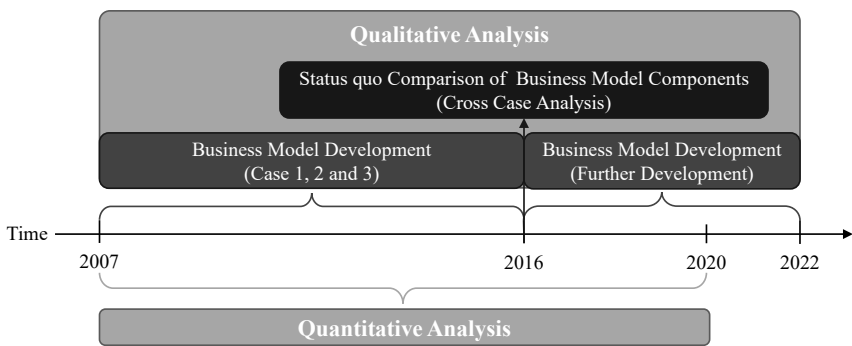 Qualitative Analysis
Status quo Comparison of Business Model Components
(Cross Case Analysis)
Business Model Development
(Case 1, 2 and 3)
Business Model Development
(Further Development)
Time
2007
2016
2020
2022
Quantitative Analysis